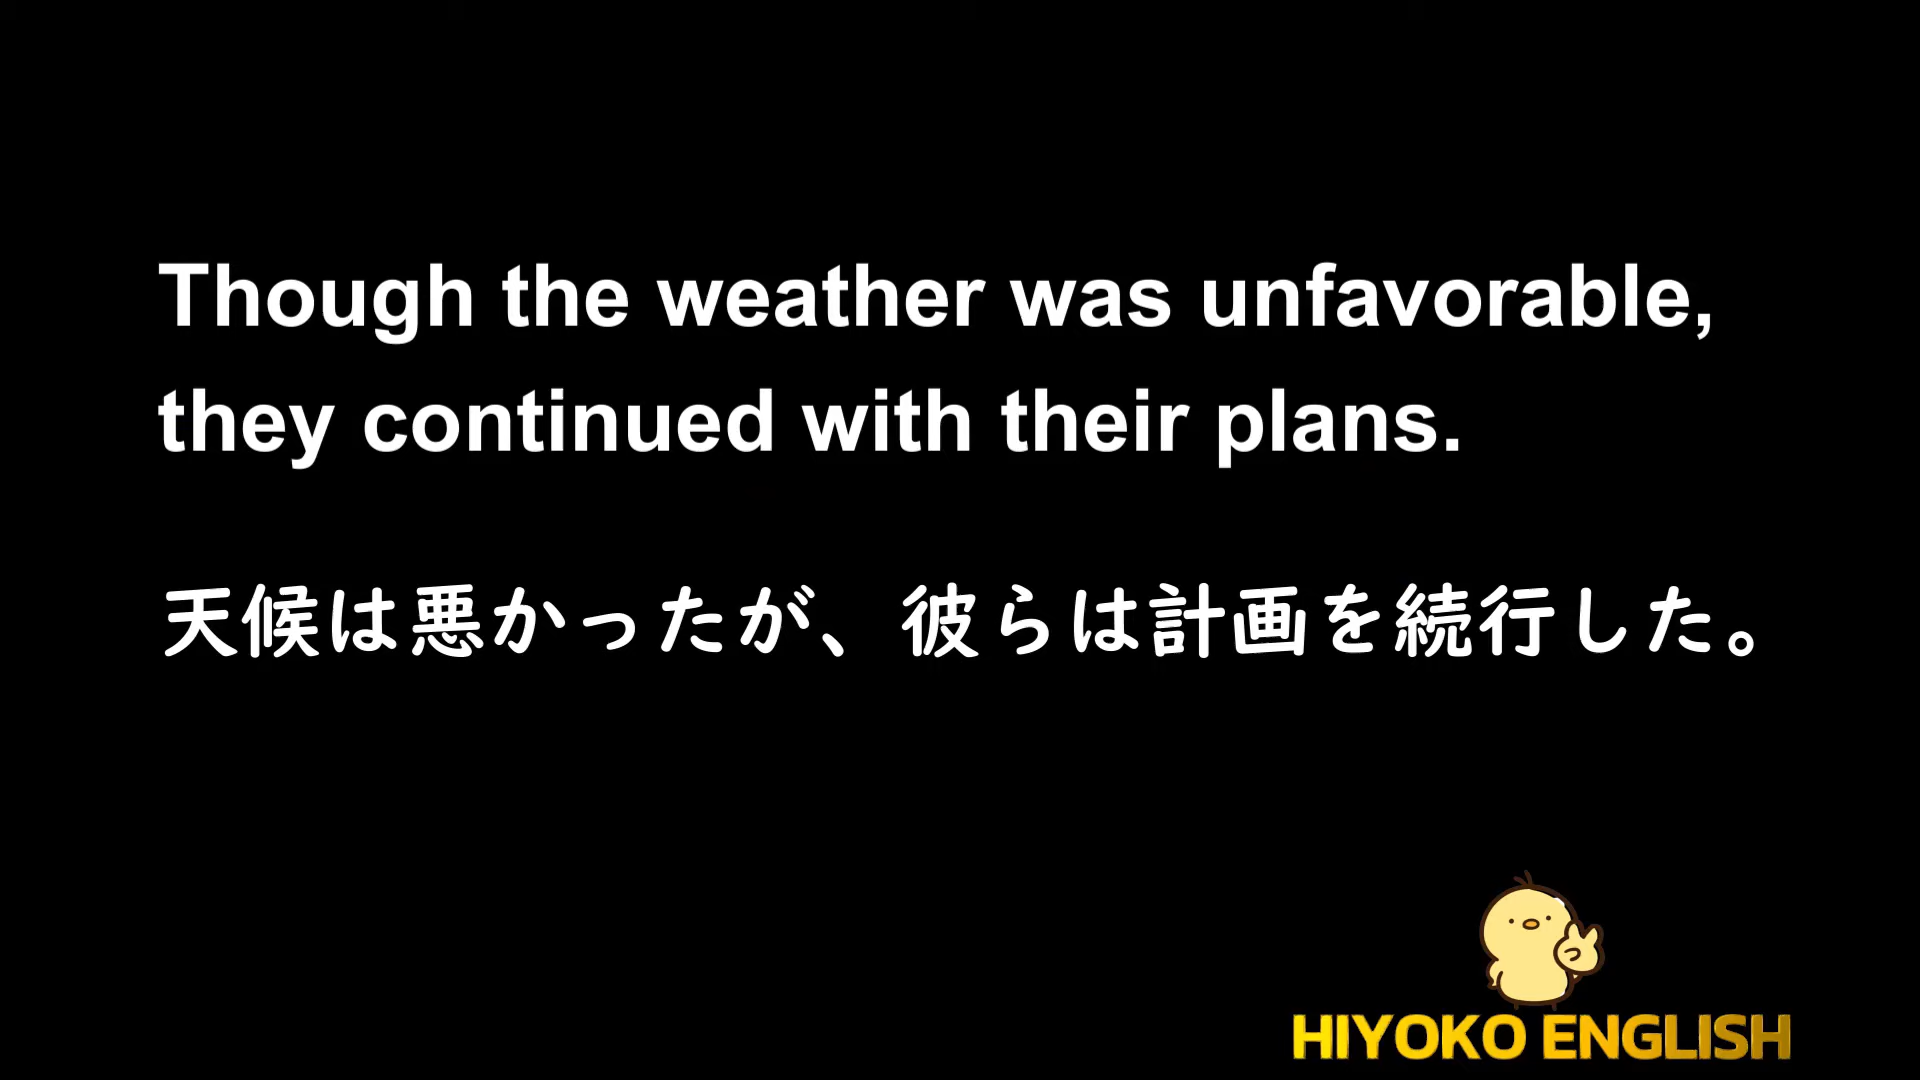 Though the weather was unfavorable,
they continued with their plans.
天候は悪かったが、彼らは計画を続行した。
HIYOKO ENGLISH